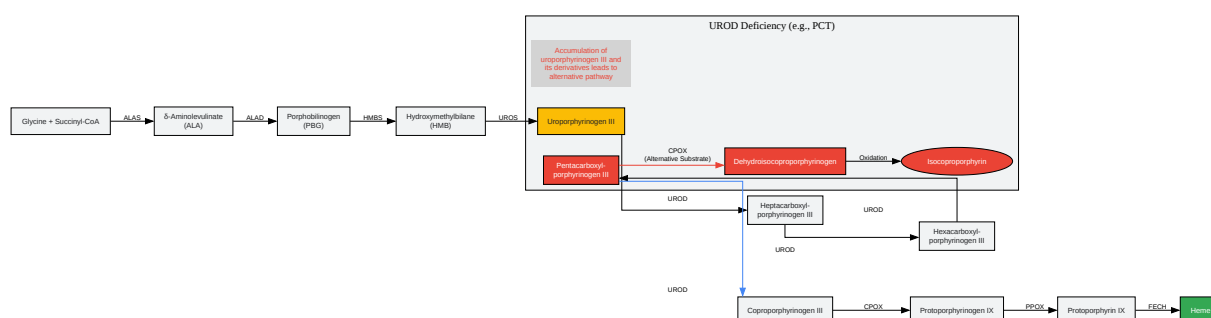 UROD Deficiency (e.g., PCT)
Accumulation of
uroporphyrinogen III and
its derivatives leads to
alternative pathway
Glycine + Succinyl-CoA
ALAS
δ-Aminolevulinate
(ALA)
ALAD
Porphobilinogen
(PBG)
HMBS
Hydroxymethylbilane
(HMB)
UROS
Uroporphyrinogen III
Pentacarboxyl-
porphyrinogen III
CPOX
(Alternative Substrate)
Dehydroisocoproporphyrinogen
Oxidation
Isocoproporphyrin
UROD
Heptacarboxyl-
porphyrinogen III
UROD
Hexacarboxyl-
porphyrinogen III
UROD
UROD
Coproporphyrinogen III
CPOX
Protoporphyrinogen IX
PPOX
Protoporphyrin IX
FECH
Heme